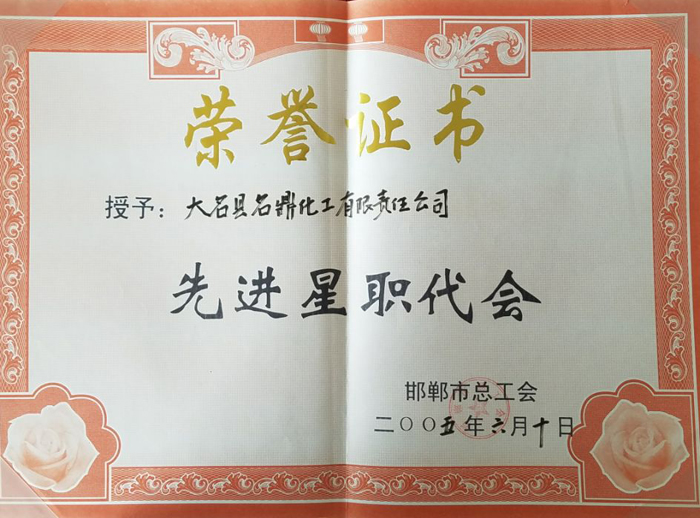 荣誉证书
授予：大名县名鼎化工有限责任公司
先进星职代会
邯郸市总工会
二〇〇五年六月十日